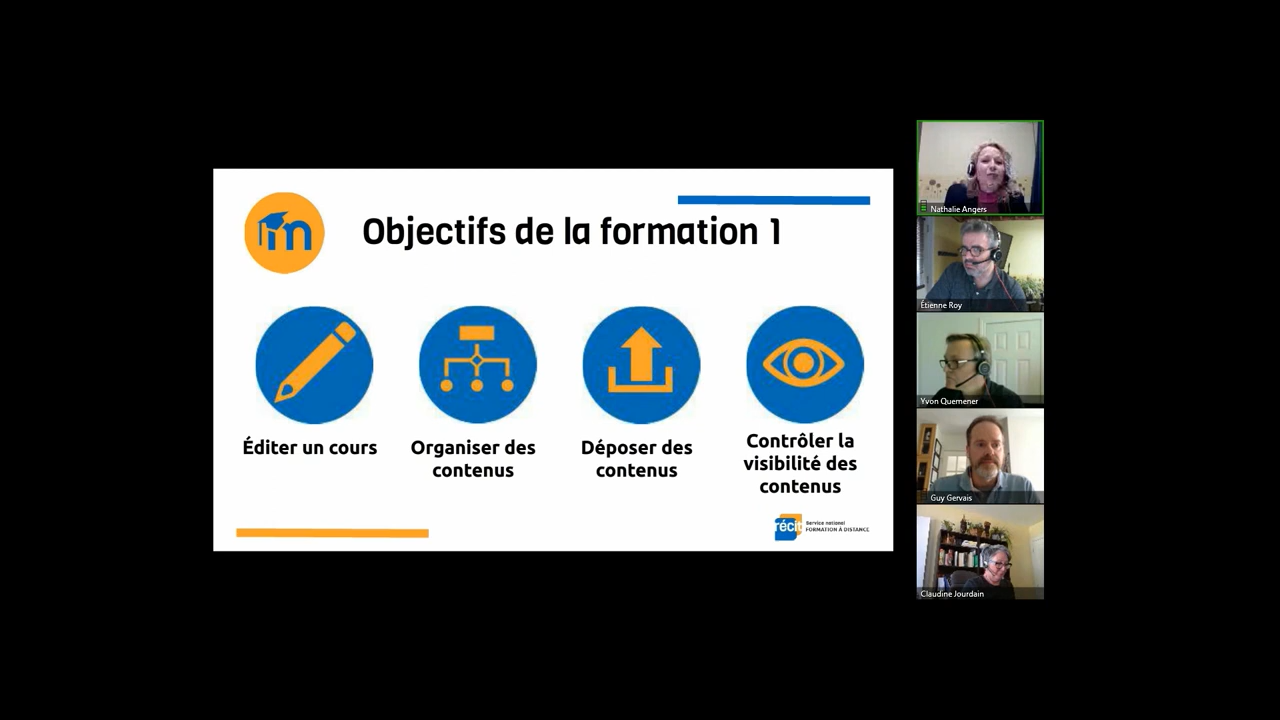 m
Objectifs de la formation 1
Éditer un cours
Organiser des
contenus
Déposer des
contenus
Contrôler la
visibilité des
contenus
récit
Service national
FORMATION À DISTANCE
Nathalie Angers
Étienne Roy
Yvon Quemener
Guy Gervais
Claudine Jourdain